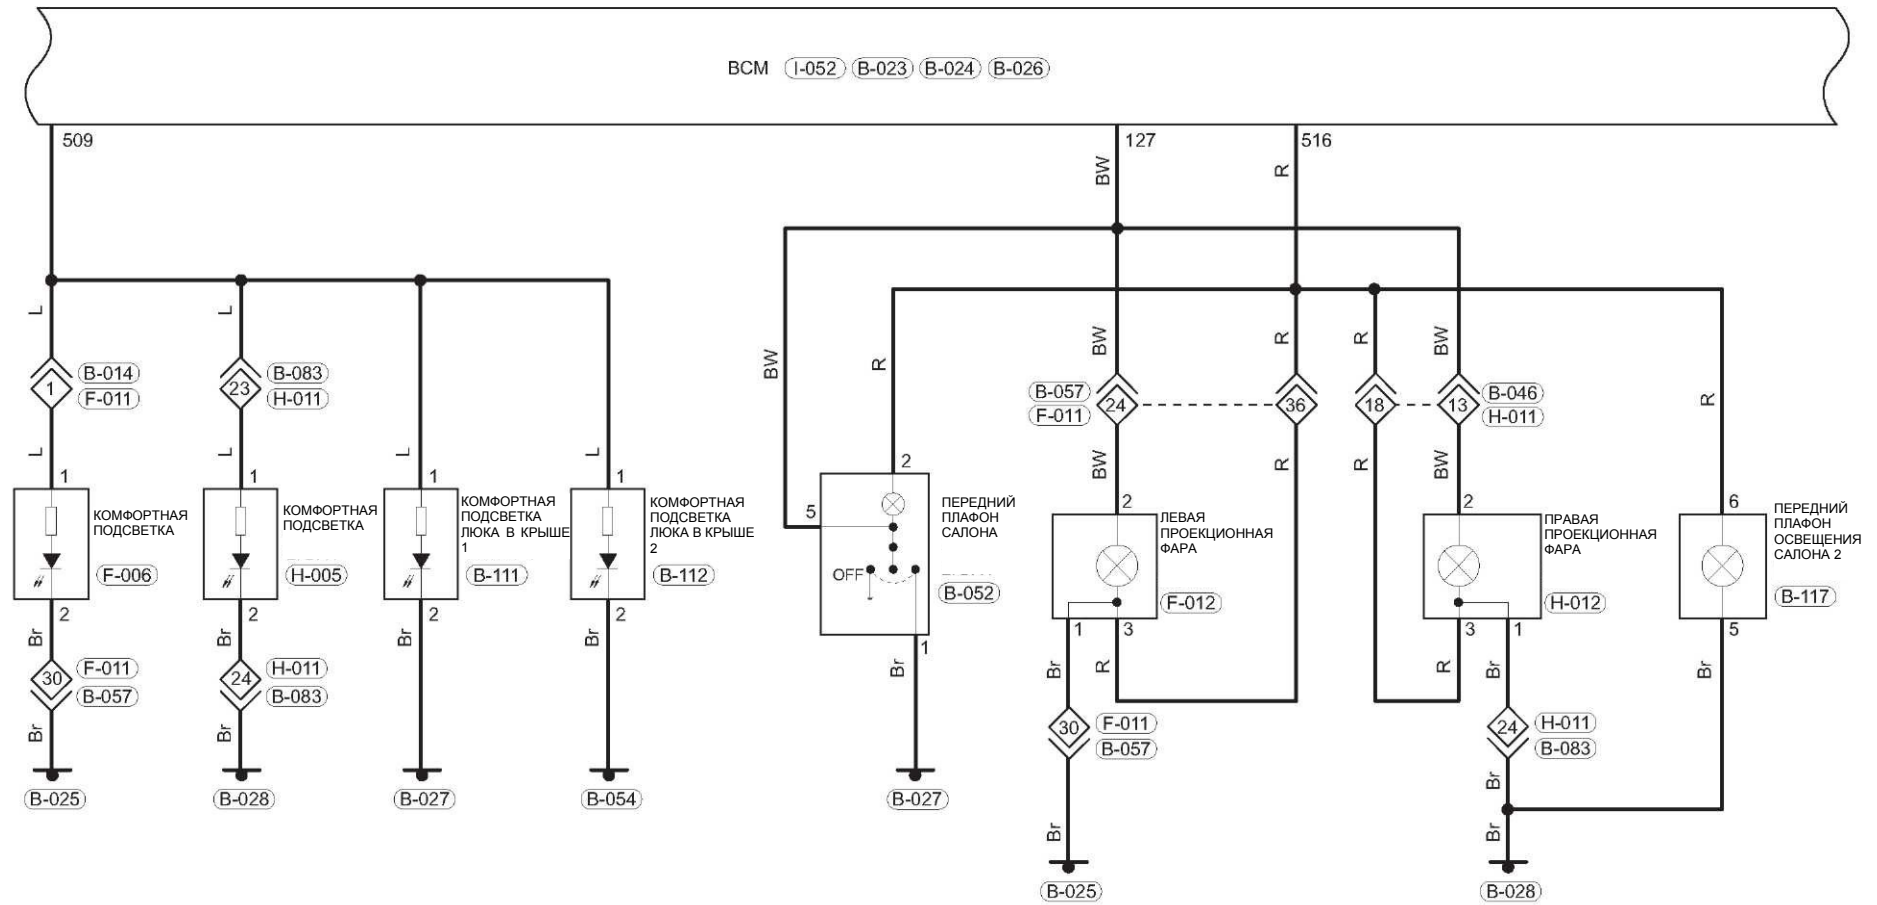 BCM I-052 B-023 B-024 B-026
509 127 516
BW R
L L BW R BW R R BW R
1 B-014 F-011
23 B-083 H-011
B-057 F-011 24 36 18 13 B-046 H-011
L L L L BW R R BW
1 1 1 1 2 5 2 2 6
КОМФОРТНАЯ
ПОДСВЕТКА
F-006
КОМФОРТНАЯ
ПОДСВЕТКА
H-005
КОМФОРТНАЯ
ПОДСВЕТКА
ЛЮКА В КРЫШЕ
1
B-111
КОМФОРТНАЯ
ПОДСВЕТКА
ЛЮКА В КРЫШЕ
2
B-112
OFF
ПЕРЕДНИЙ
ПЛАФОН
САЛОНА
B-052
ЛЕВАЯ
ПРОЕКЦИОННАЯ
ФАРА
F-012
ПРАВАЯ
ПРОЕКЦИОННАЯ
ФАРА
H-012
ПЕРЕДНИЙ
ПЛАФОН
ОСВЕЩЕНИЯ
САЛОНА 2
B-117
2 2 2 2 1 1 3 3 1 5
Br Br Br Br Br Br R R Br Br
30 F-011 B-057
24 H-011 B-083
30 F-011 B-057
24 H-011 B-083
Br Br Br
B-025 B-028 B-027 B-054 B-027
Br Br
B-025 B-028